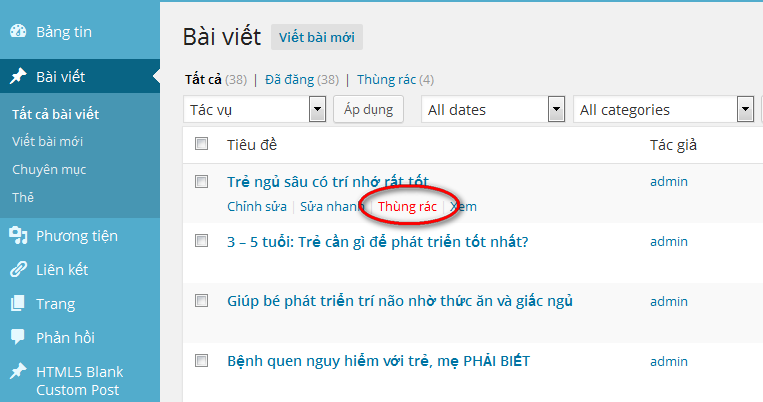 Bảng tin
Bài viết
Tất cả bài viết
Viết bài mới
Chuyên mục
Thẻ
Phương tiện
Liên kết
Trang
Phản hồi
HTML5 Blank
Custom Post
Bài viết Viết bài mới
Tất cả (38) | Đã đăng (38) | Thùng rác (4)
Tác vụ Áp dụng All dates All categories
Tiêu đề Tác giả
Trẻ ngủ sâu có trí nhớ rất tốt admin
Chỉnh sửa | Sửa nhanh | Thùng rác | Xem
3 – 5 tuổi: Trẻ cần gì để phát triển tốt nhất? admin
Giúp bé phát triển trí não nhờ thức ăn và giấc ngủ admin
Bệnh quen nguy hiểm với trẻ, mẹ PHẢI BIẾT admin